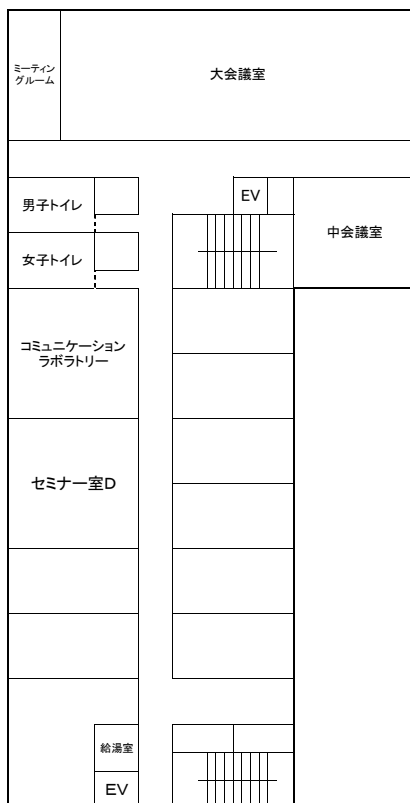 ミーティン
グルーム
大会議室
EV
男子トイレ
中会議室
女子トイレ
コミュニケーション
ラボラトリー
セミナー室D
給湯室
EV